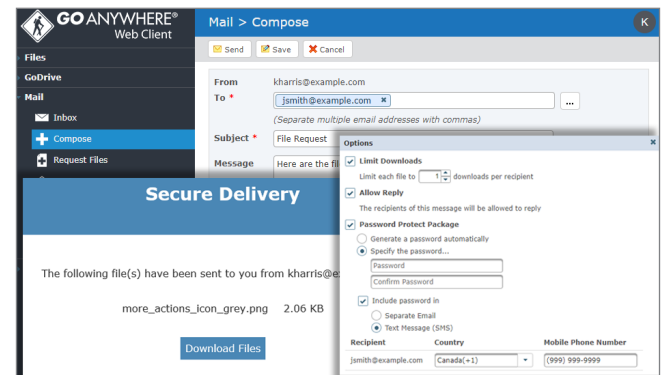 GO ANYWHERE®
Web Client
Mail > Compose
K
Send
Save
Cancel
Files
GoDrive
Mail
Inbox
Compose
Request Files
From kharris@example.com
To * jsmith@example.com × ...
(Separate multiple email addresses with commas)
Subject * File Request
Message Here are the fil
Secure Delivery
The following file(s) have been sent to you from kharris@e
more_actions_icon_grey.png 2.06 KB
Download Files
Options ×
Limit Downloads
Limit each file to 1 downloads per recipient
Allow Reply
The recipients of this message will be allowed to reply
Password Protect Package
Generate a password automatically
Specify the password...
Password
Confirm Password
Include password in
Separate Email
Text Message (SMS)
Recipient Country Mobile Phone Number
jsmith@example.com Canada(+1) (999) 999-9999